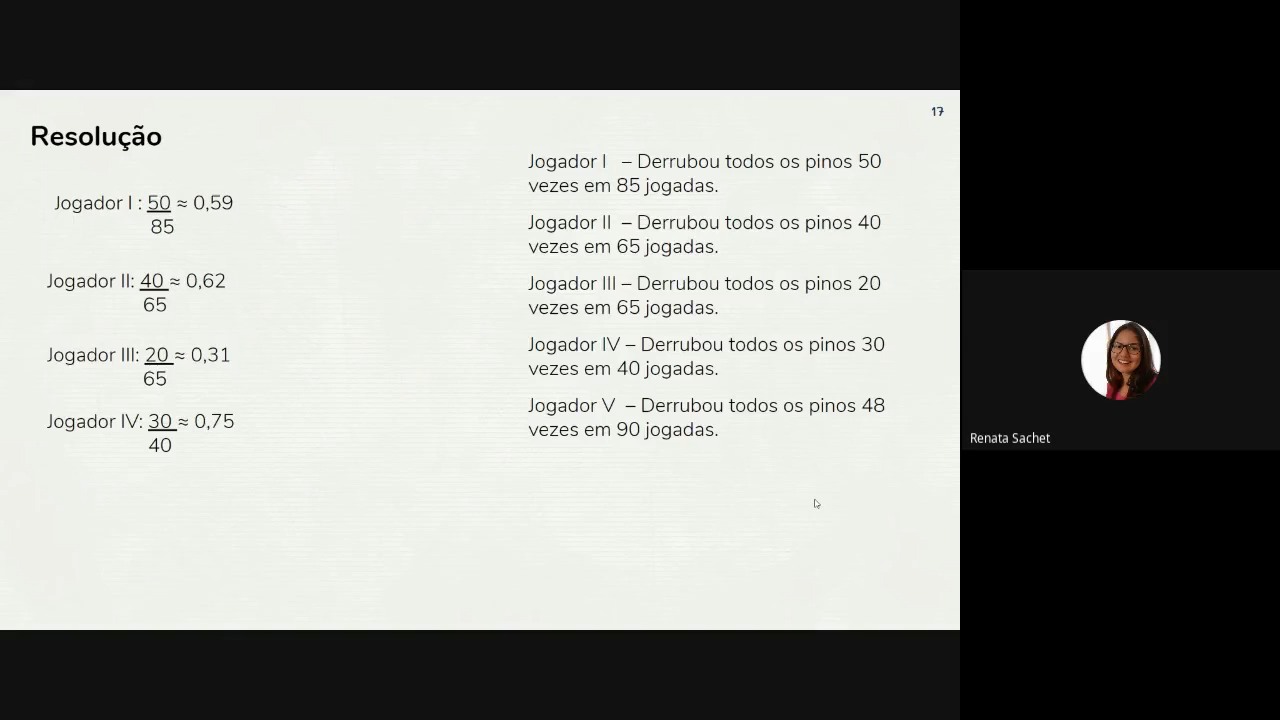 17
Resolução
Jogador I : 50 ≈ 0,59
85
Jogador II: 40 ≈ 0,62
65
Jogador III: 20 ≈ 0,31
65
Jogador IV: 30 ≈ 0,75
40
Jogador I – Derrubou todos os pinos 50
vezes em 85 jogadas.
Jogador II – Derrubou todos os pinos 40
vezes em 65 jogadas.
Jogador III – Derrubou todos os pinos 20
vezes em 65 jogadas.
Jogador IV – Derrubou todos os pinos 30
vezes em 40 jogadas.
Jogador V – Derrubou todos os pinos 48
vezes em 90 jogadas.
Renata Sachet